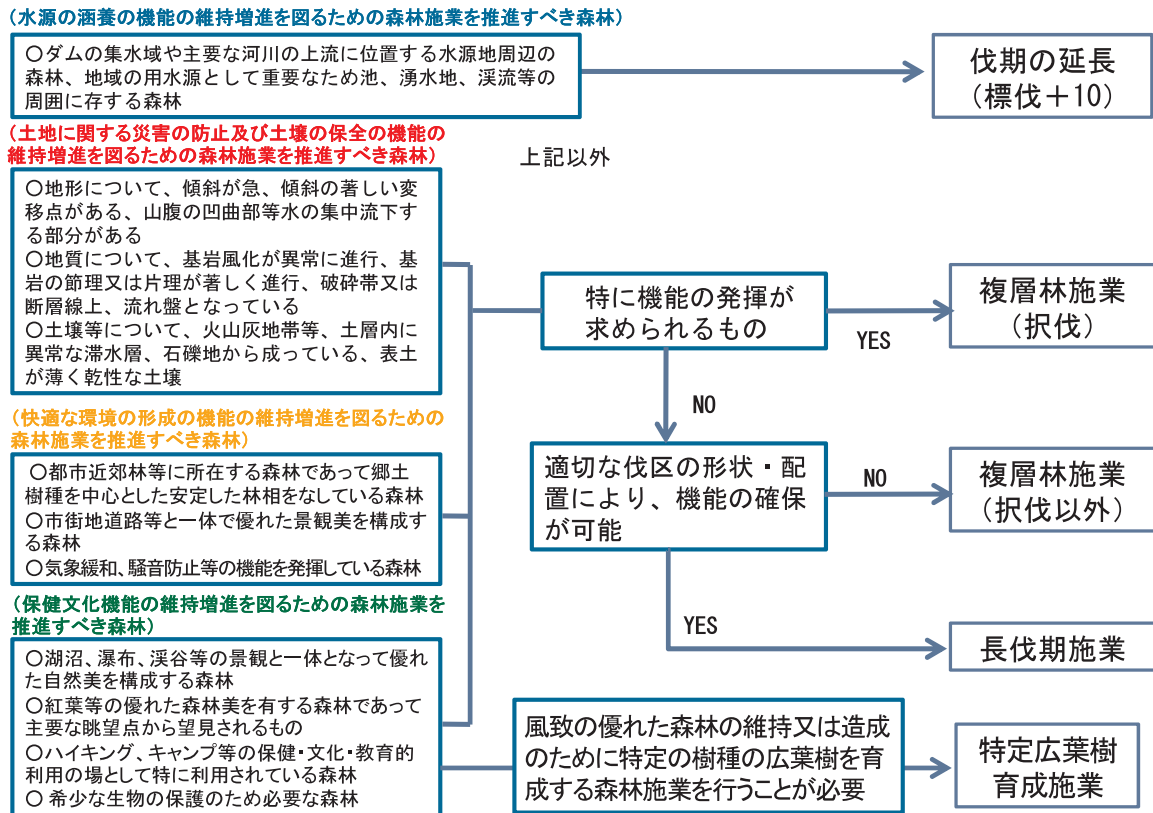 (水源の涵養の機能の維持増進を図るための森林施業を推進すべき森林)
○ダムの集水域や主要な河川の上流に位置する水源地周辺の
森林、地域の用水源として重要なため池、湧水地、渓流等の
周囲に存する森林
伐期の延長
(標伐＋10)
(土地に関する災害の防止及び土壌の保全の機能の
維持増進を図るための森林施業を推進すべき森林)
上記以外
○地形について、傾斜が急、傾斜の著しい変
移点がある、山腹の凹曲部等水の集中流下す
る部分がある
○地質について、基岩風化が異常に進行、基
岩の節理又は片理が著しく進行、破砕帯又は
断層線上、流れ盤となっている
○土壌等について、火山灰地帯等、土層内に
異常な滞水層、石礫地から成っている、表土
が薄く乾性な土壌
特に機能の発揮が
求められるもの
YES
複層林施業
(択伐)
NO
(快適な環境の形成の機能の維持増進を図るための
森林施業を推進すべき森林)
○都市近郊林等に所在する森林であって郷土
樹種を中心とした安定した林相をなしている森林
○市街地道路等と一体で優れた景観美を構成す
る森林
○気象緩和、騒音防止等の機能を発揮している森林
適切な伐区の形状・配
置により、機能の確保
が可能
NO
複層林施業
(択伐以外)
YES
長伐期施業
(保健文化機能の維持増進を図るための森林施業を
推進すべき森林)
○湖沼、瀑布、渓谷等の景観と一体となって優れ
た自然美を構成する森林
○紅葉等の優れた森林美を有する森林であって
主要な眺望点から望見されるもの
○ハイキング、キャンプ等の保健・文化・教育的
利用の場として特に利用されている森林
○ 希少な生物の保護のため必要な森林
風致の優れた森林の維持又は造成
のために特定の樹種の広葉樹を育
成する森林施業を行うことが必要
特定広葉樹
育成施業